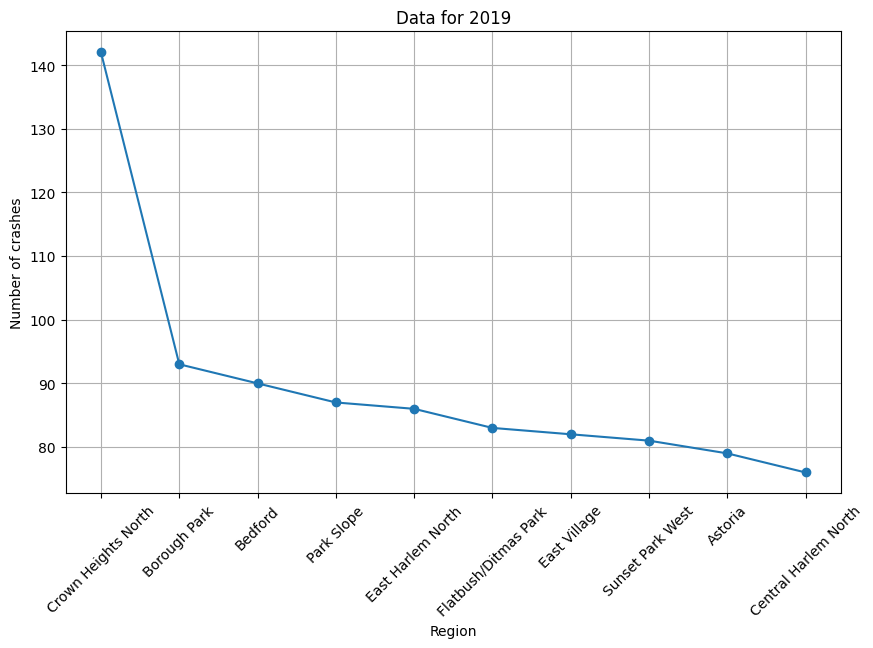 Data for 2019
Number of crashes
140
130
120
110
100
90
80
Crown Heights North
Borough Park
Bedford
Park Slope
East Harlem North
Flatbush/Ditmas Park
East Village
Sunset Park West
Astoria
Central Harlem North
Region